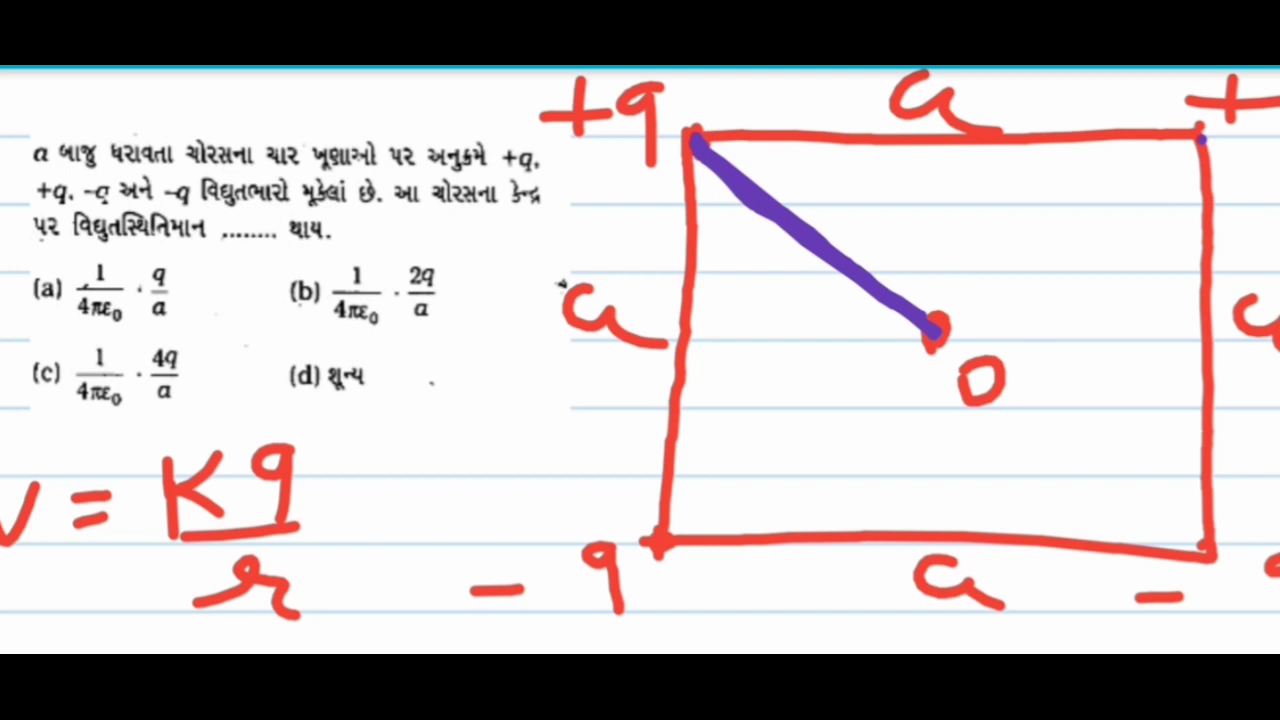 a બાજુ ધરાવતા ચોરસના ચાર ખૂણાઓ પર અનુક્રમે +q,
+q, –q અને –q વિદ્યુતભારો મૂકેલાં છે. આ ચોરસના કેન્દ્ર
પર વિદ્યુતસ્થિતિમાન ........ થાય.
(a) 1/4πε₀ · q/a (b) 1/4πε₀ · 2q/a
(c) 1/4πε₀ · 4q/a (d) શૂન્ય
+q a +
a a
O
V = Kq/r
-q a -